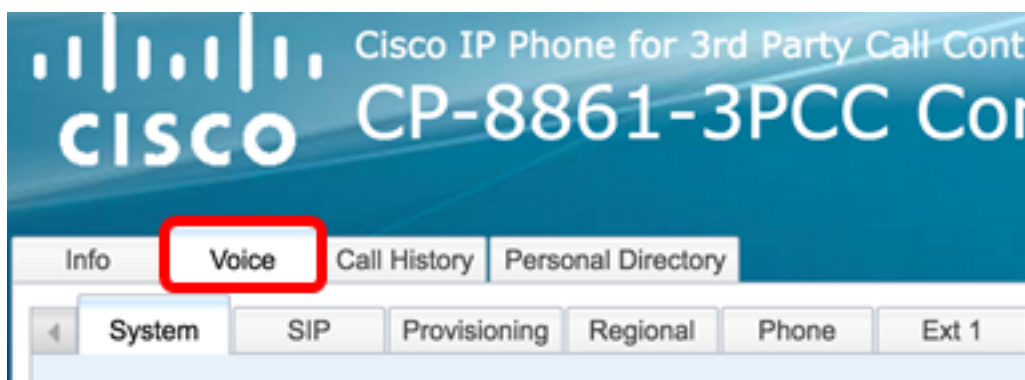 Cisco IP Phone for 3rd Party Call Cont
CISCO
CP-8861-3PCC Cor
Info Voice Call History Personal Directory
System SIP Provisioning Regional Phone Ext 1